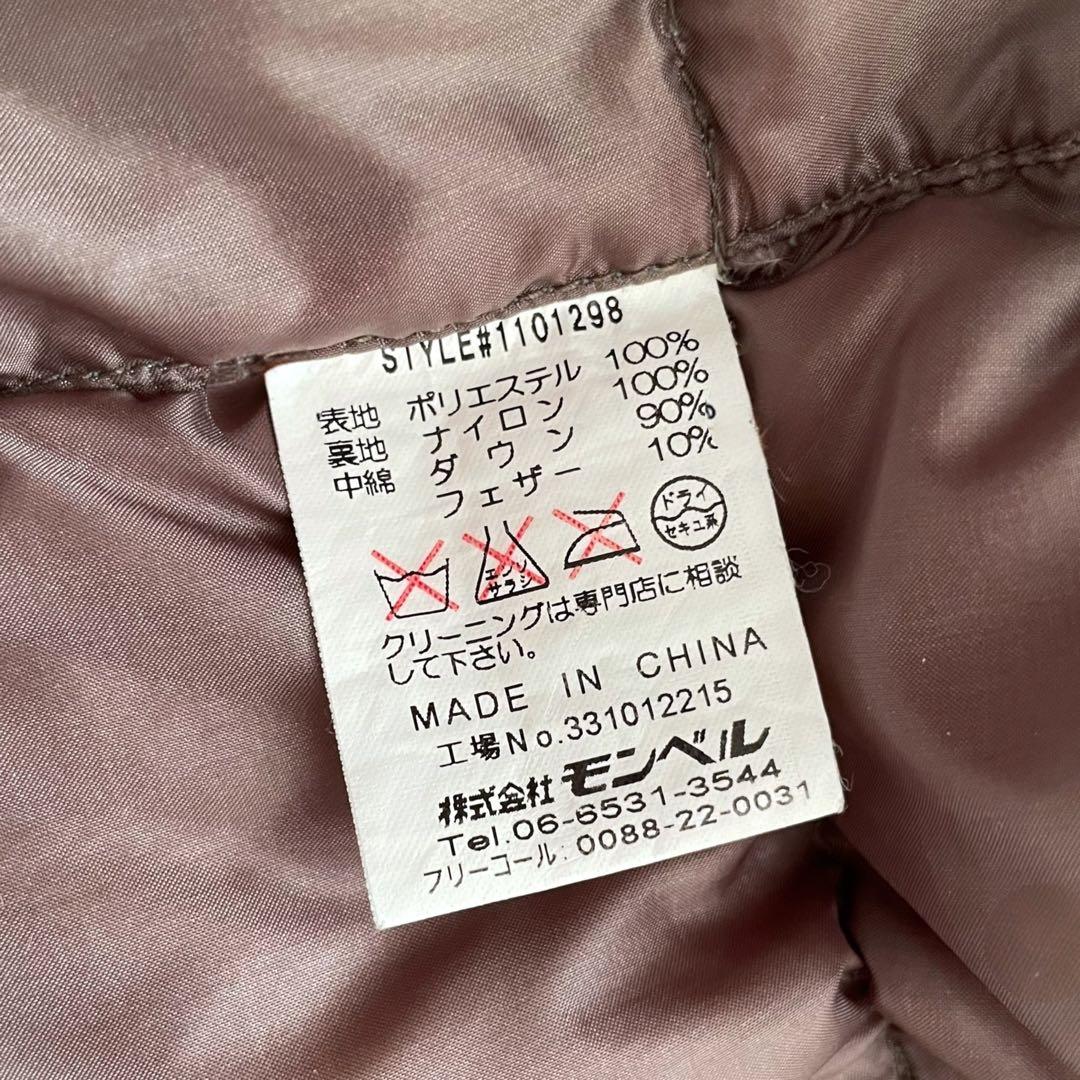 STYLE#1101298
表地 ポリエステル 100%
裏地 ナイロン 100%
中綿 ダウン 90%
フェザー 10%
エンソ
サラシ
ドライ
セキユ系
クリーニングは専門店に相談
して下さい。
MADE IN CHINA
工場No.331012215
株式会社 モンベル
Tel.06-6531-3544
フリーコール:0088-22-0031